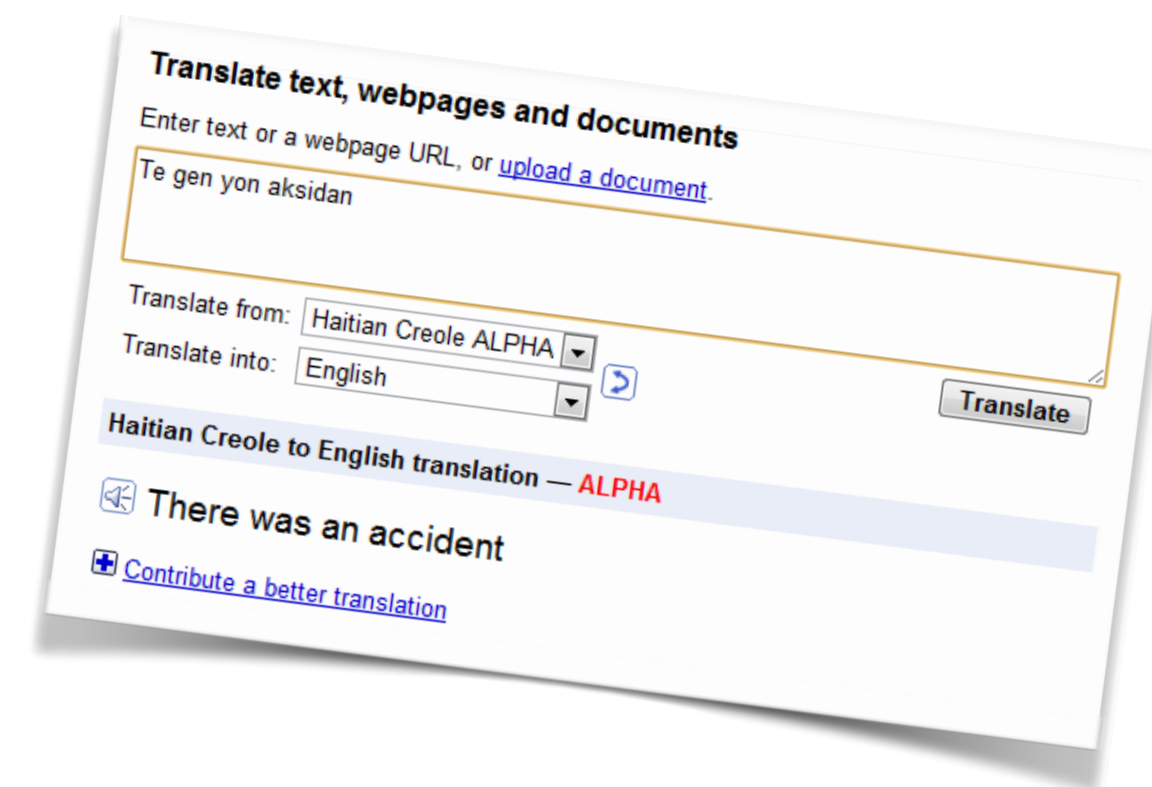 Translate text, webpages and documents
Enter text or a webpage URL, or upload a document.
Te gen yon aksidan
Translate from: Haitian Creole ALPHA
Translate into: English
Translate
Haitian Creole to English translation — ALPHA
There was an accident
Contribute a better translation